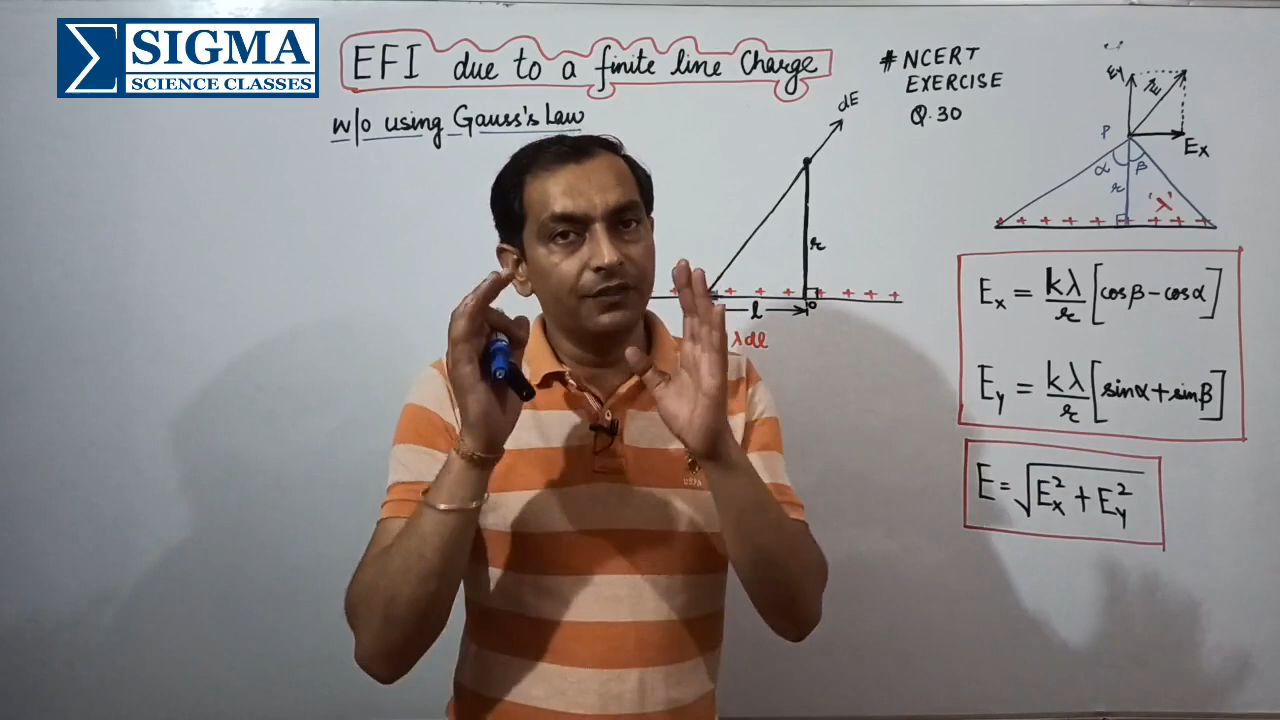 Σ SIGMA
SCIENCE CLASSES
EFI due to a finite line Charge
w/o using Gauss's Law
# NCERT
EXERCISE
Q.30
dE
r
l
O
λdl
+ + + + + +
Ey
E
P
Ex
α β
r
'λ'
+ + + + + + + + +
Ex = kλ/r [cosβ − cosα]
Ey = kλ/r [sinα + sinβ]
E = √Ex² + Ey²